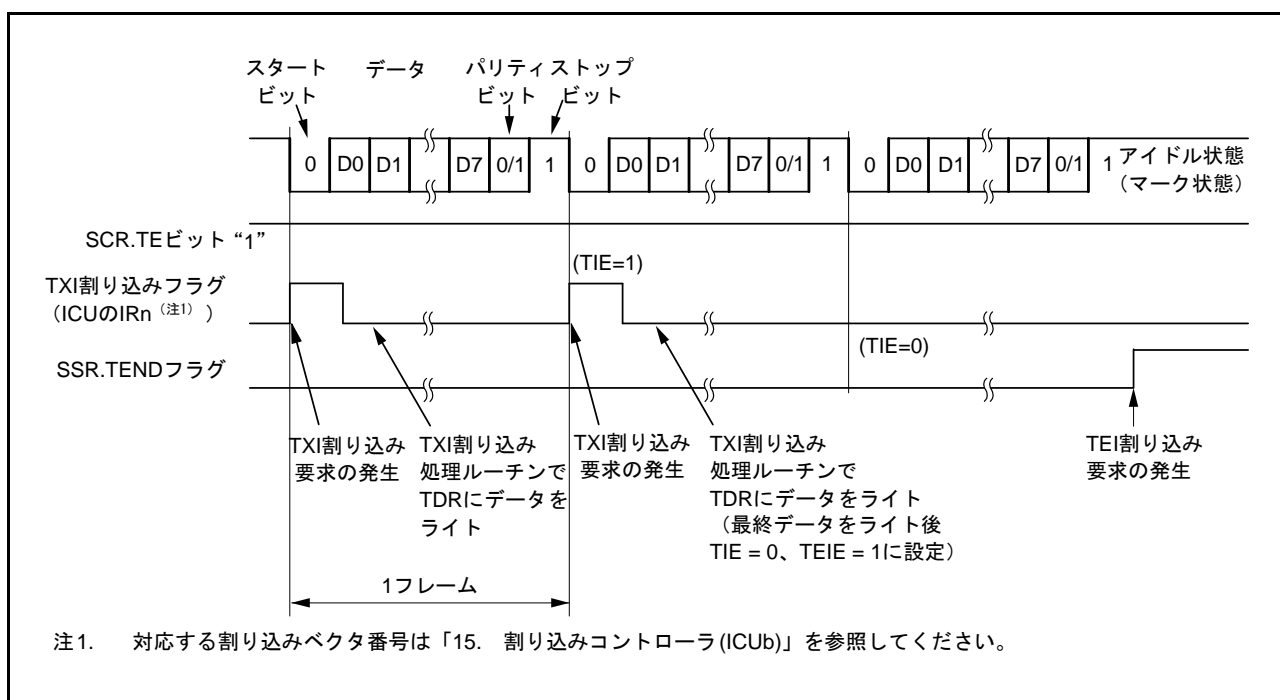 スタート
ビット
データ
パリティ
ビット
ストップ
ビット
0 D0 D1 D7 0/1 1 0 D0 D1 D7 0/1 1 0 D0 D1 D7 0/1 1
アイドル状態
（マーク状態）
SCR.TEビット “1”
TXI割り込みフラグ
（ICUのIRn（注1））
(TIE=1)
(TIE=0)
SSR.TENDフラグ
TXI割り込み
要求の発生
TXI割り込み
処理ルーチンで
TDRにデータを
ライト
TXI割り込み
要求の発生
TXI割り込み
処理ルーチンで
TDRにデータをライト
（最終データをライト後
TIE = 0、TEIE = 1に設定）
TEI割り込み
要求の発生
1フレーム
注1. 対応する割り込みベクタ番号は「15. 割り込みコントローラ(ICUb)」を参照してください。